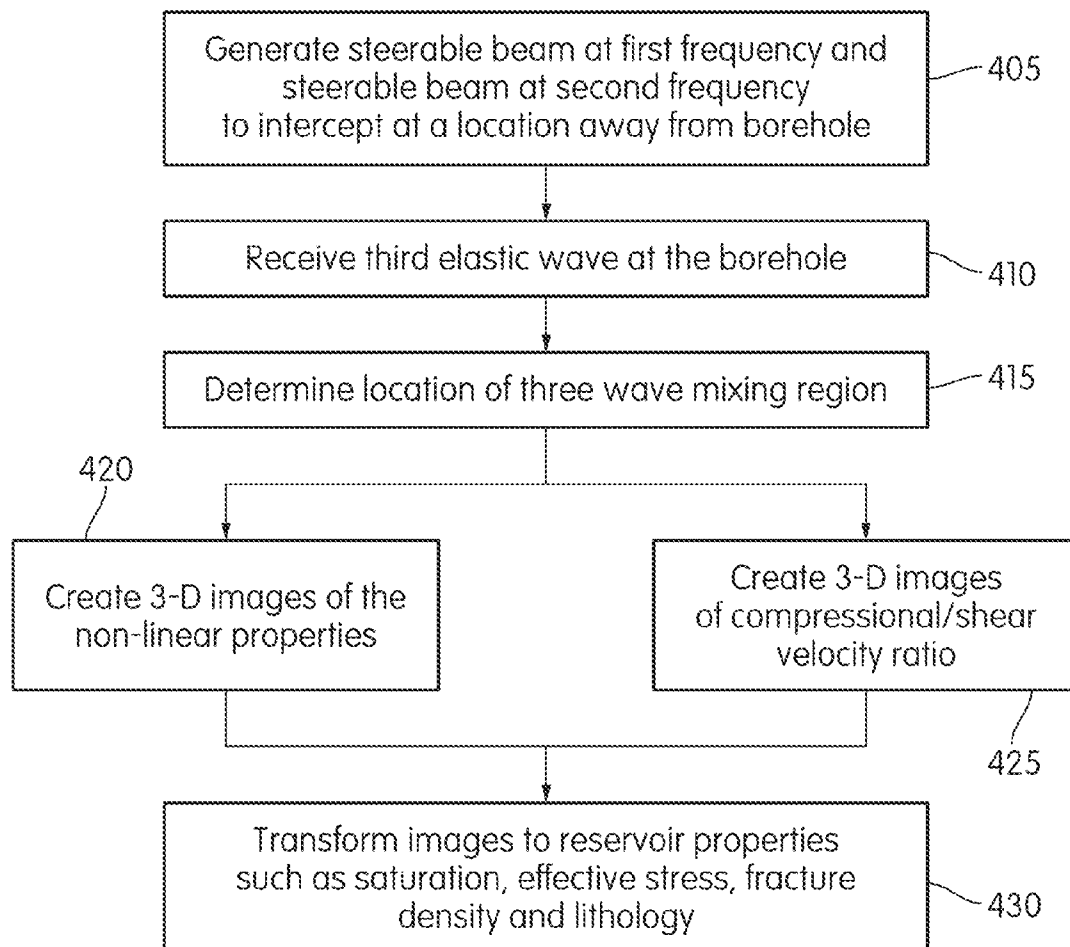 Generate steerable beam at first frequency and
steerable beam at second frequency
to intercept at a location away from borehole
405
Receive third elastic wave at the borehole
410
Determine location of three wave mixing region
415
420
Create 3-D images of the
non-linear properties
Create 3-D images
of compressional/shear
velocity ratio
425
Transform images to reservoir properties
such as saturation, effective stress, fracture
density and lithology
430